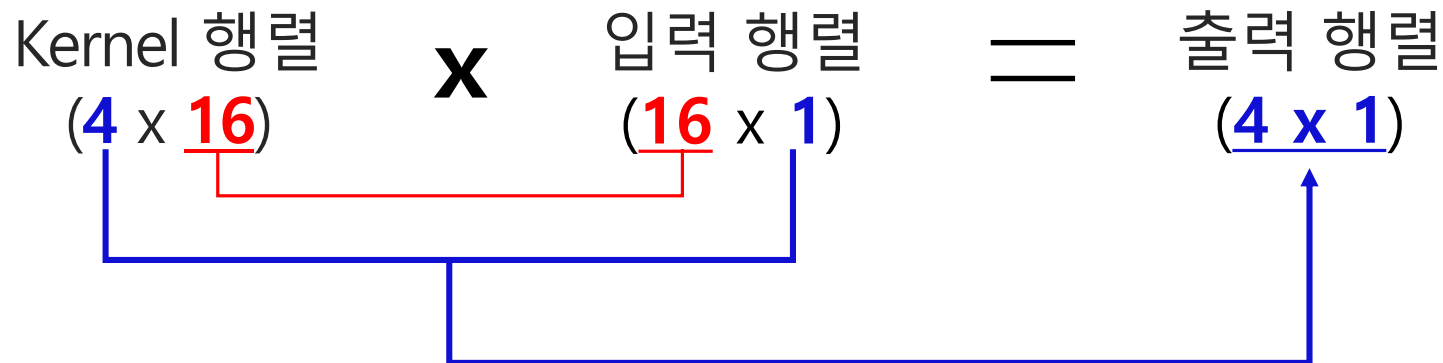 Kernel 행렬 x 입력 행렬 = 출력 행렬
(4 x 16) (16 x 1) (4 x 1)